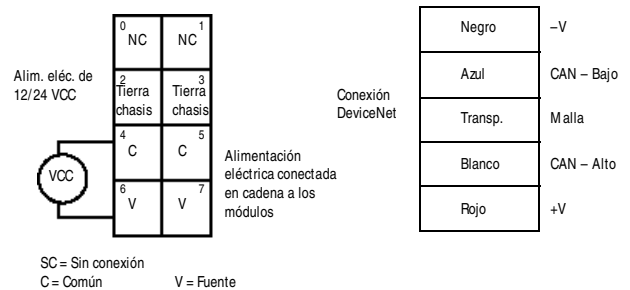 0
NC
1
NC
Alim. eléc. de
12/24 VCC
2
Tierra
chasis
3
Tierra
chasis
4
C
5
C
VCC
6
V
7
V
Alimentación
eléctrica conectada
en cadena a los
módulos
SC = Sin conexión
C = Común
V = Fuente
Conexión
DeviceNet
Negro
–V
Azul
CAN – Bajo
Transp.
Malla
Blanco
CAN – Alto
Rojo
+V